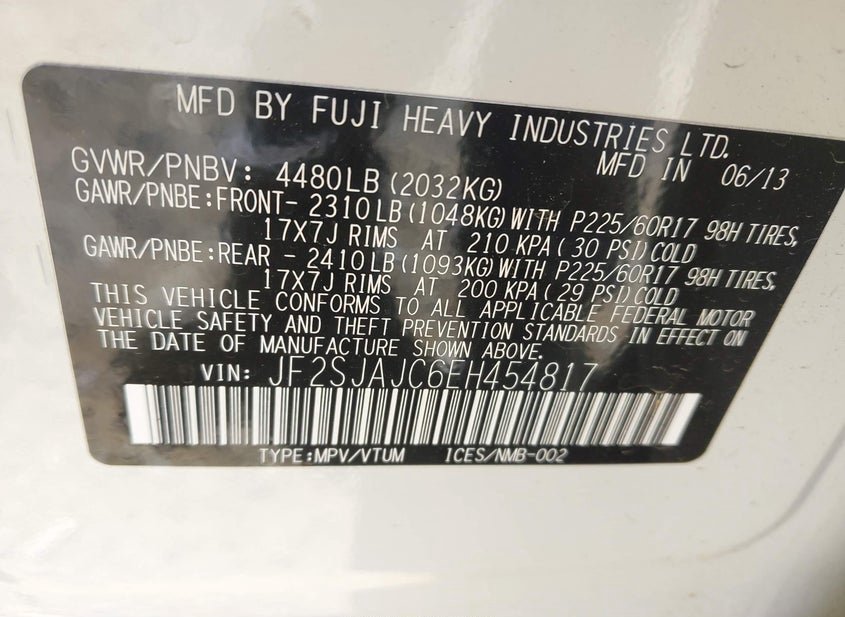 MFD BY FUJI HEAVY INDUSTRIES LTD.
MFD IN 06/13
GVWR/PNBV: 4480LB (2032KG)
GAWR/PNBE:FRONT- 2310LB(1048KG)WITH P225/60R17 98H TIRES,
17X7J RIMS AT 210 KPA( 30 PSI)COLD
GAWR/PNBE:REAR - 2410LB(1093KG)WITH P225/60R17 98H TIRES,
17X7J RIMS AT 200 KPA( 29 PSI)COLD
THIS VEHICLE CONFORMS TO ALL APPLICABLE FEDERAL MOTOR
VEHICLE SAFETY AND THEFT PREVENTION STANDARDS IN EFFECT ON
THE DATE OF MANUFACTURE SHOWN ABOVE.
VIN: JF2SJAJC6EH454817
TYPE:MPV/VTUM ICES/NMB-002